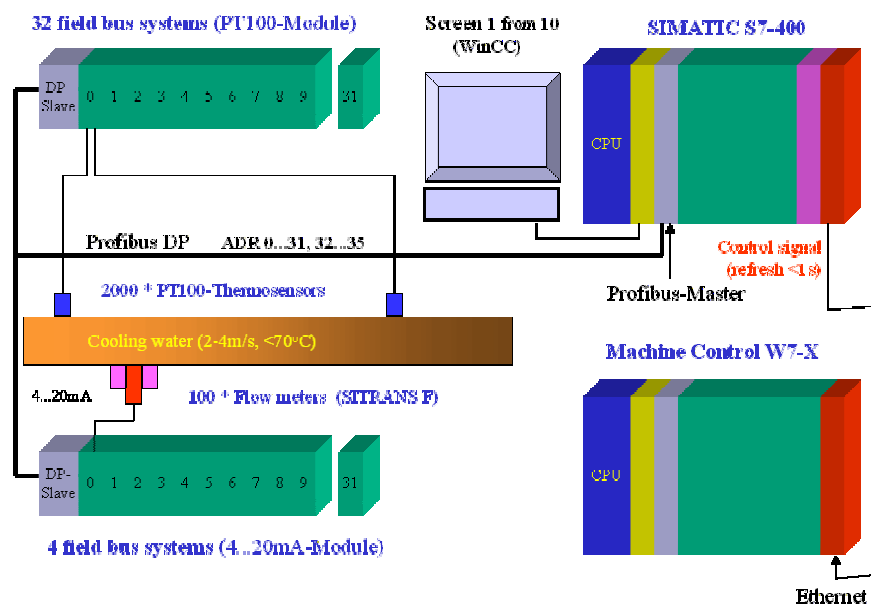 32 field bus systems (PT100-Module)
Screen 1 from 10
(WinCC)
SIMATIC S7-400
DP
Slave
0 1 2 3 4 5 6 7 8 9 31
CPU
Profibus DP ADR 0...31, 32...35
Control signal
(refresh <1s)
2000 * PT100-Thermosensors
Profibus-Master
Cooling water (2-4m/s, <70°C)
Machine Control W7-X
4...20mA
100 * Flow meters (SITRANS F)
DP-
Slave
0 1 2 3 4 5 6 7 8 9 31
CPU
4 field bus systems (4...20mA-Module)
Ethernet